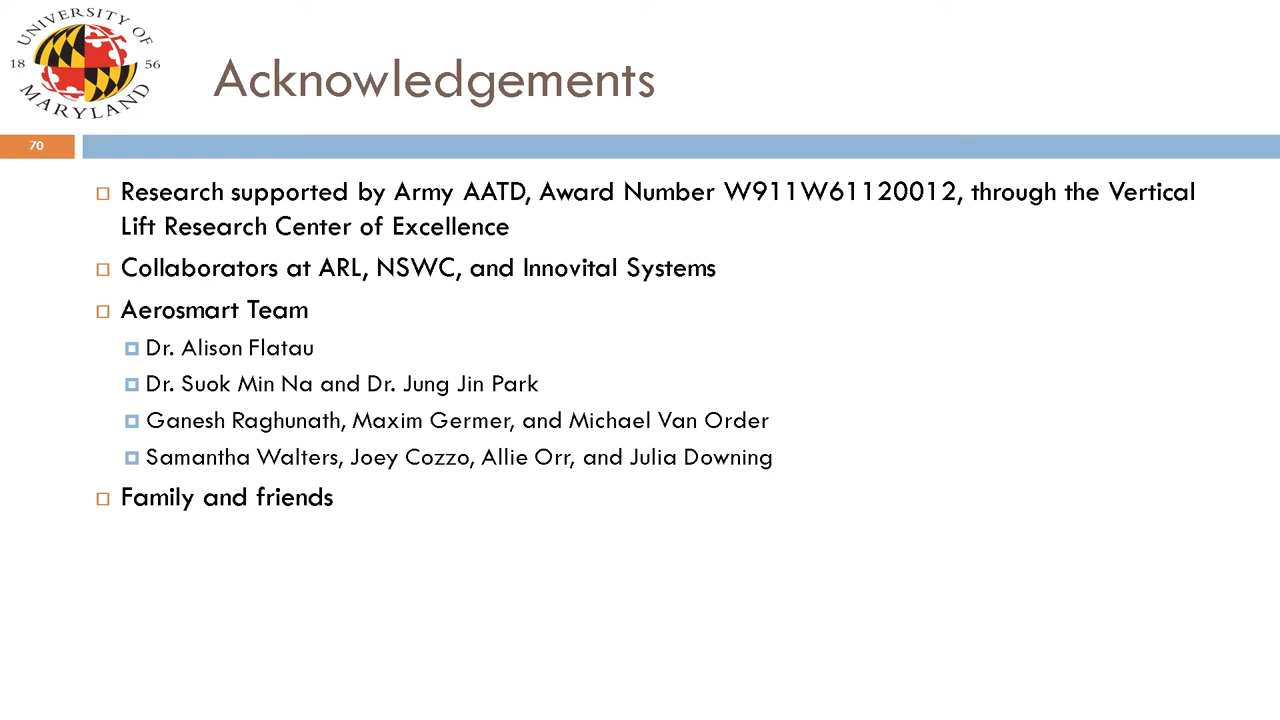 UNIVERSITY OF
18 56
MARYLAND
Acknowledgements
70
Research supported by Army AATD, Award Number W911W61120012, through the Vertical
Lift Research Center of Excellence
Collaborators at ARL, NSWC, and Innovital Systems
Aerosmart Team
Dr. Alison Flatau
Dr. Suok Min Na and Dr. Jung Jin Park
Ganesh Raghunath, Maxim Germer, and Michael Van Order
Samantha Walters, Joey Cozzo, Allie Orr, and Julia Downing
Family and friends